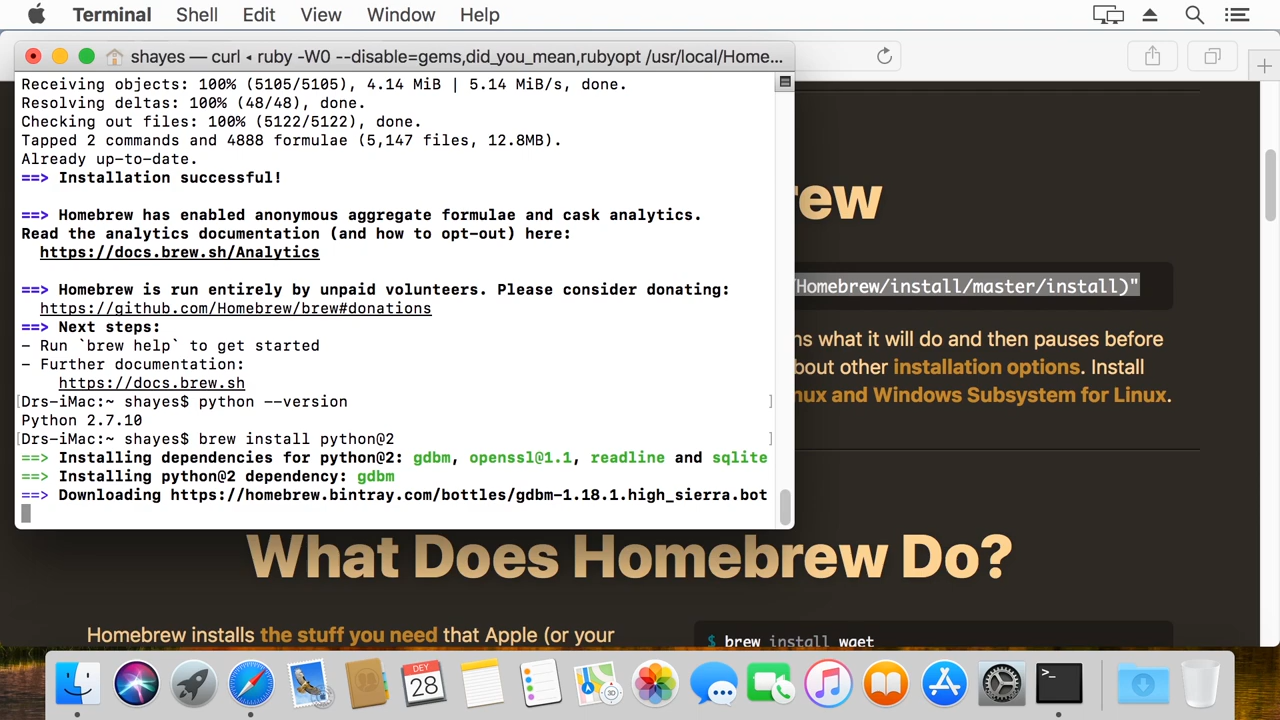 Terminal Shell Edit View Window Help
shayes — curl ◂ ruby -W0 --disable=gems,did_you_mean,rubyopt /usr/local/Home...
Receiving objects: 100% (5105/5105), 4.14 MiB | 5.14 MiB/s, done.
Resolving deltas: 100% (48/48), done.
Checking out files: 100% (5122/5122), done.
Tapped 2 commands and 4888 formulae (5,147 files, 12.8MB).
Already up-to-date.
==> Installation successful!
==> Homebrew has enabled anonymous aggregate formulae and cask analytics.
Read the analytics documentation (and how to opt-out) here:
https://docs.brew.sh/Analytics
==> Homebrew is run entirely by unpaid volunteers. Please consider donating:
https://github.com/Homebrew/brew#donations
==> Next steps:
- Run `brew help` to get started
- Further documentation:
https://docs.brew.sh
[Drs-iMac:~ shayes$ python --version ]
Python 2.7.10
[Drs-iMac:~ shayes$ brew install python@2 ]
==> Installing dependencies for python@2: gdbm, openssl@1.1, readline and sqlite
==> Installing python@2 dependency: gdbm
==> Downloading https://homebrew.bintray.com/bottles/gdbm-1.18.1.high_sierra.bot
rew
/Homebrew/install/master/install)"
ns what it will do and then pauses before
bout other installation options. Install
nux and Windows Subsystem for Linux.
What Does Homebrew Do?
Homebrew installs the stuff you need that Apple (or your
$ brew install wget
DEY
28
3D
>_